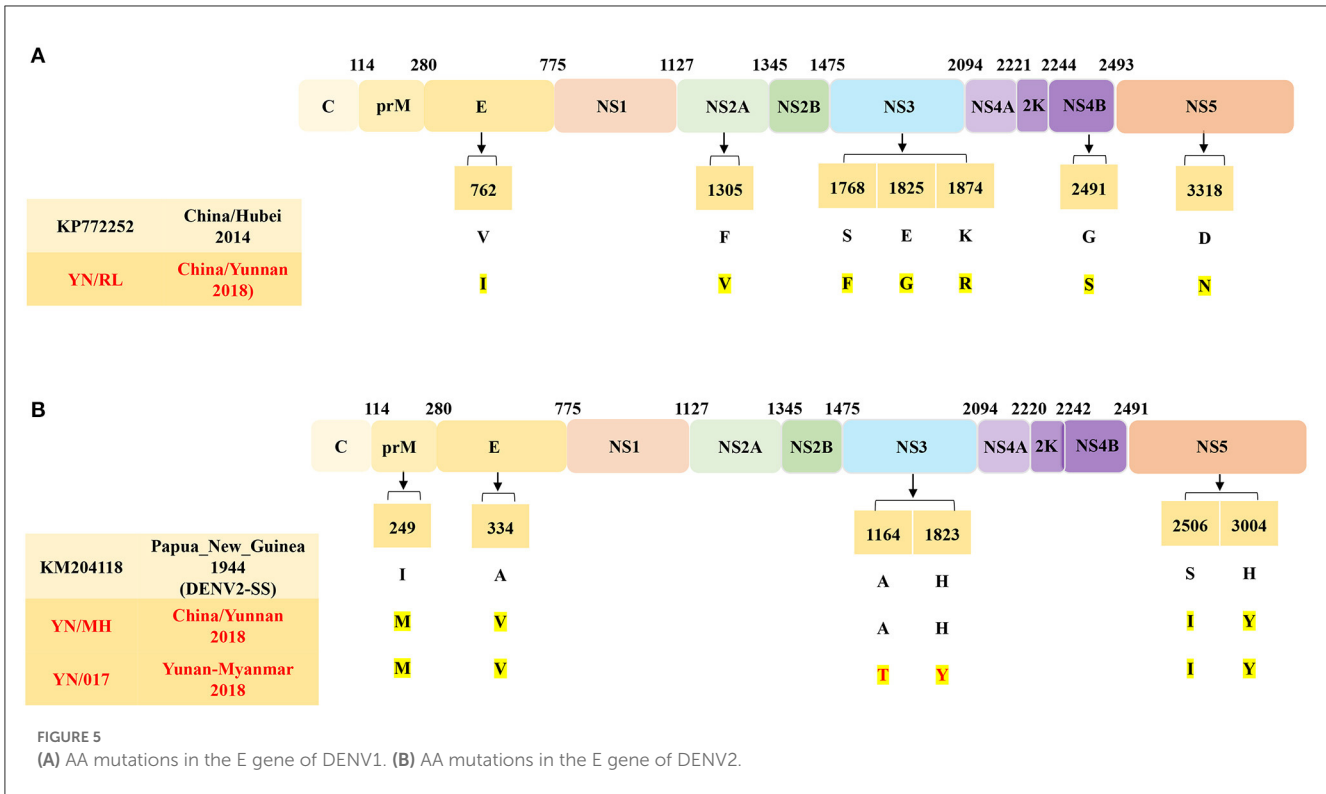 A
114 280 775 1127 1345 1475 2094 2221 2244 2493
C prM E NS1 NS2A NS2B NS3 NS4A 2K NS4B NS5
762 1305 1768 1825 1874 2491 3318
KP772252 China/Hubei
2014
V F S E K G D
YN/RL China/Yunnan
2018)
I V F G R S N
B
114 280 775 1127 1345 1475 2094 2220 2242 2491
C prM E NS1 NS2A NS2B NS3 NS4A 2K NS4B NS5
249 334 1164 1823 2506 3004
KM204118 Papua_New_Guinea
1944
(DENV2-SS)
I A A H S H
YN/MH China/Yunnan
2018
M V A H I Y
YN/017 Yunan-Myanmar
2018
M V T Y I Y
FIGURE 5
(A) AA mutations in the E gene of DENV1. (B) AA mutations in the E gene of DENV2.